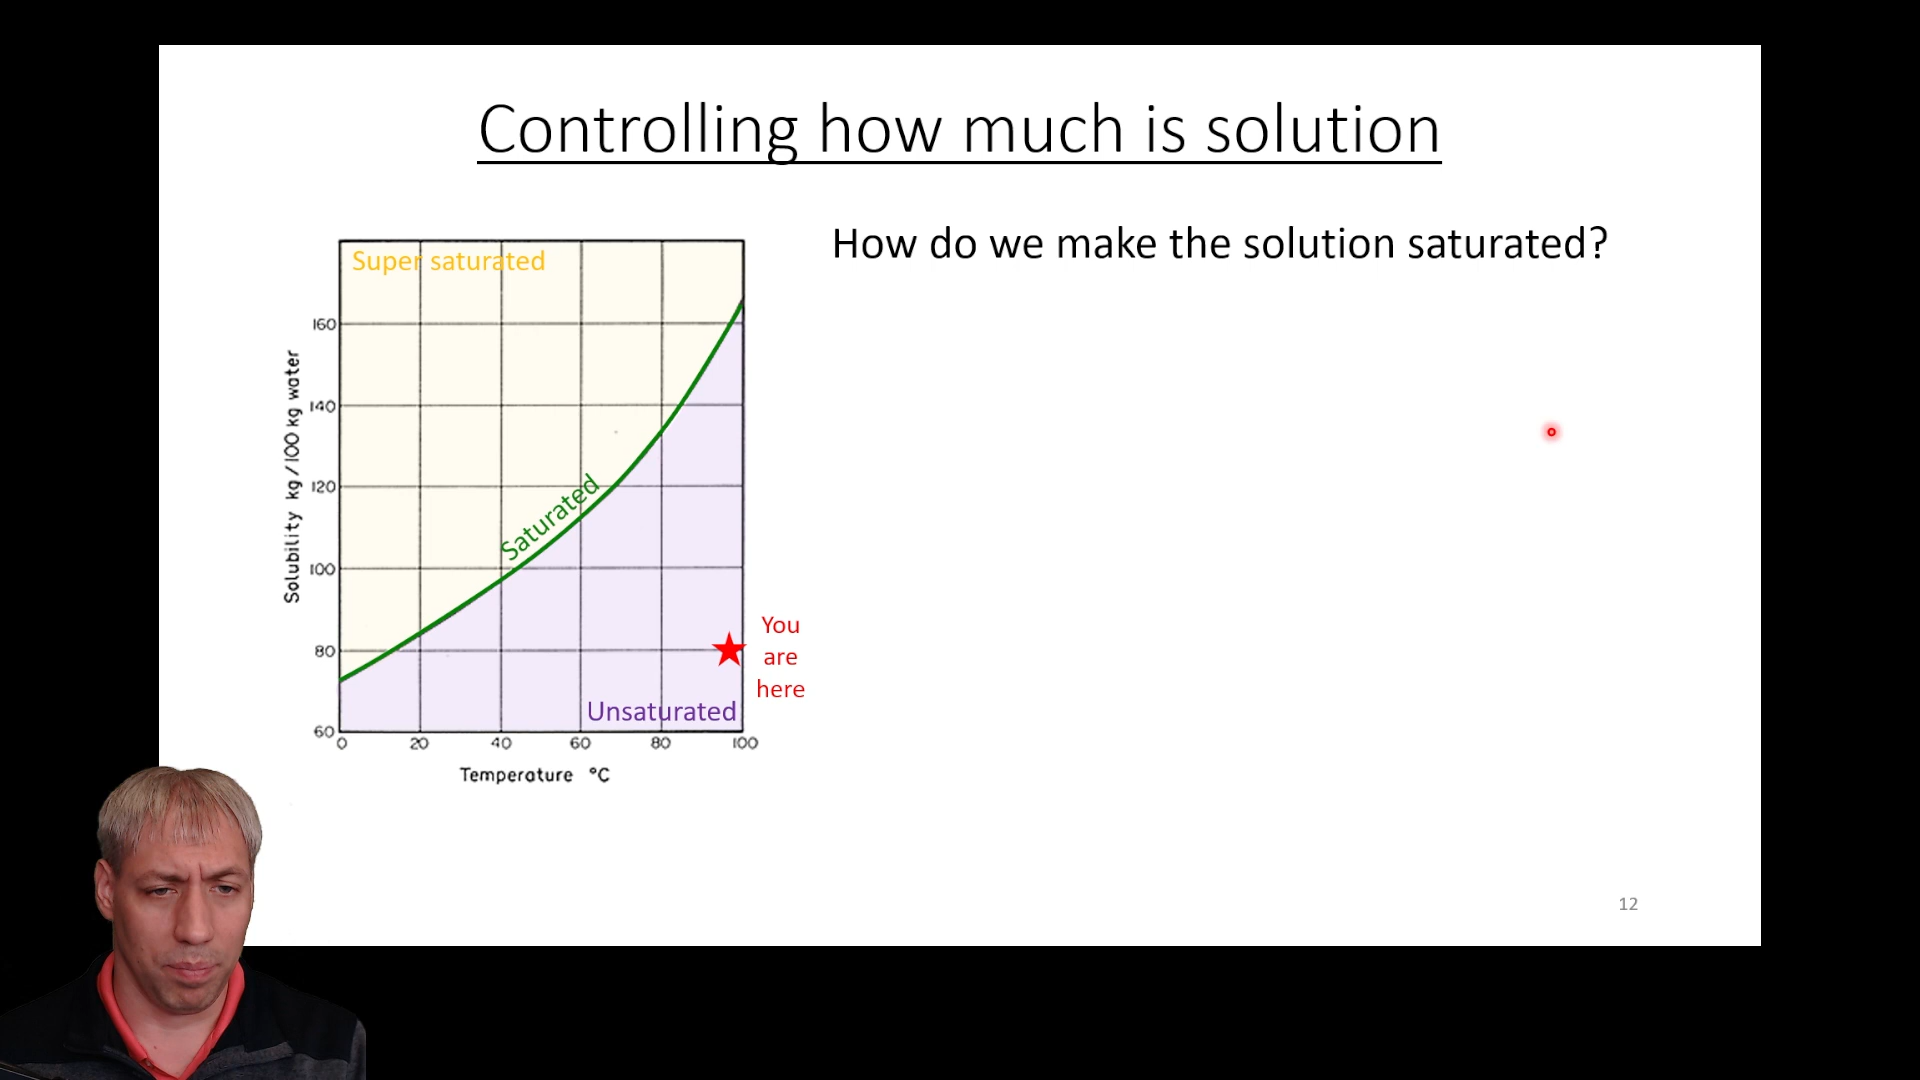 Controlling how much is solution
How do we make the solution saturated?
Super saturated
160
140
120
100
80
60
Solubility kg/100 kg water
Saturated
You
are
here
Unsaturated
0 20 40 60 80 100
Temperature °C
12